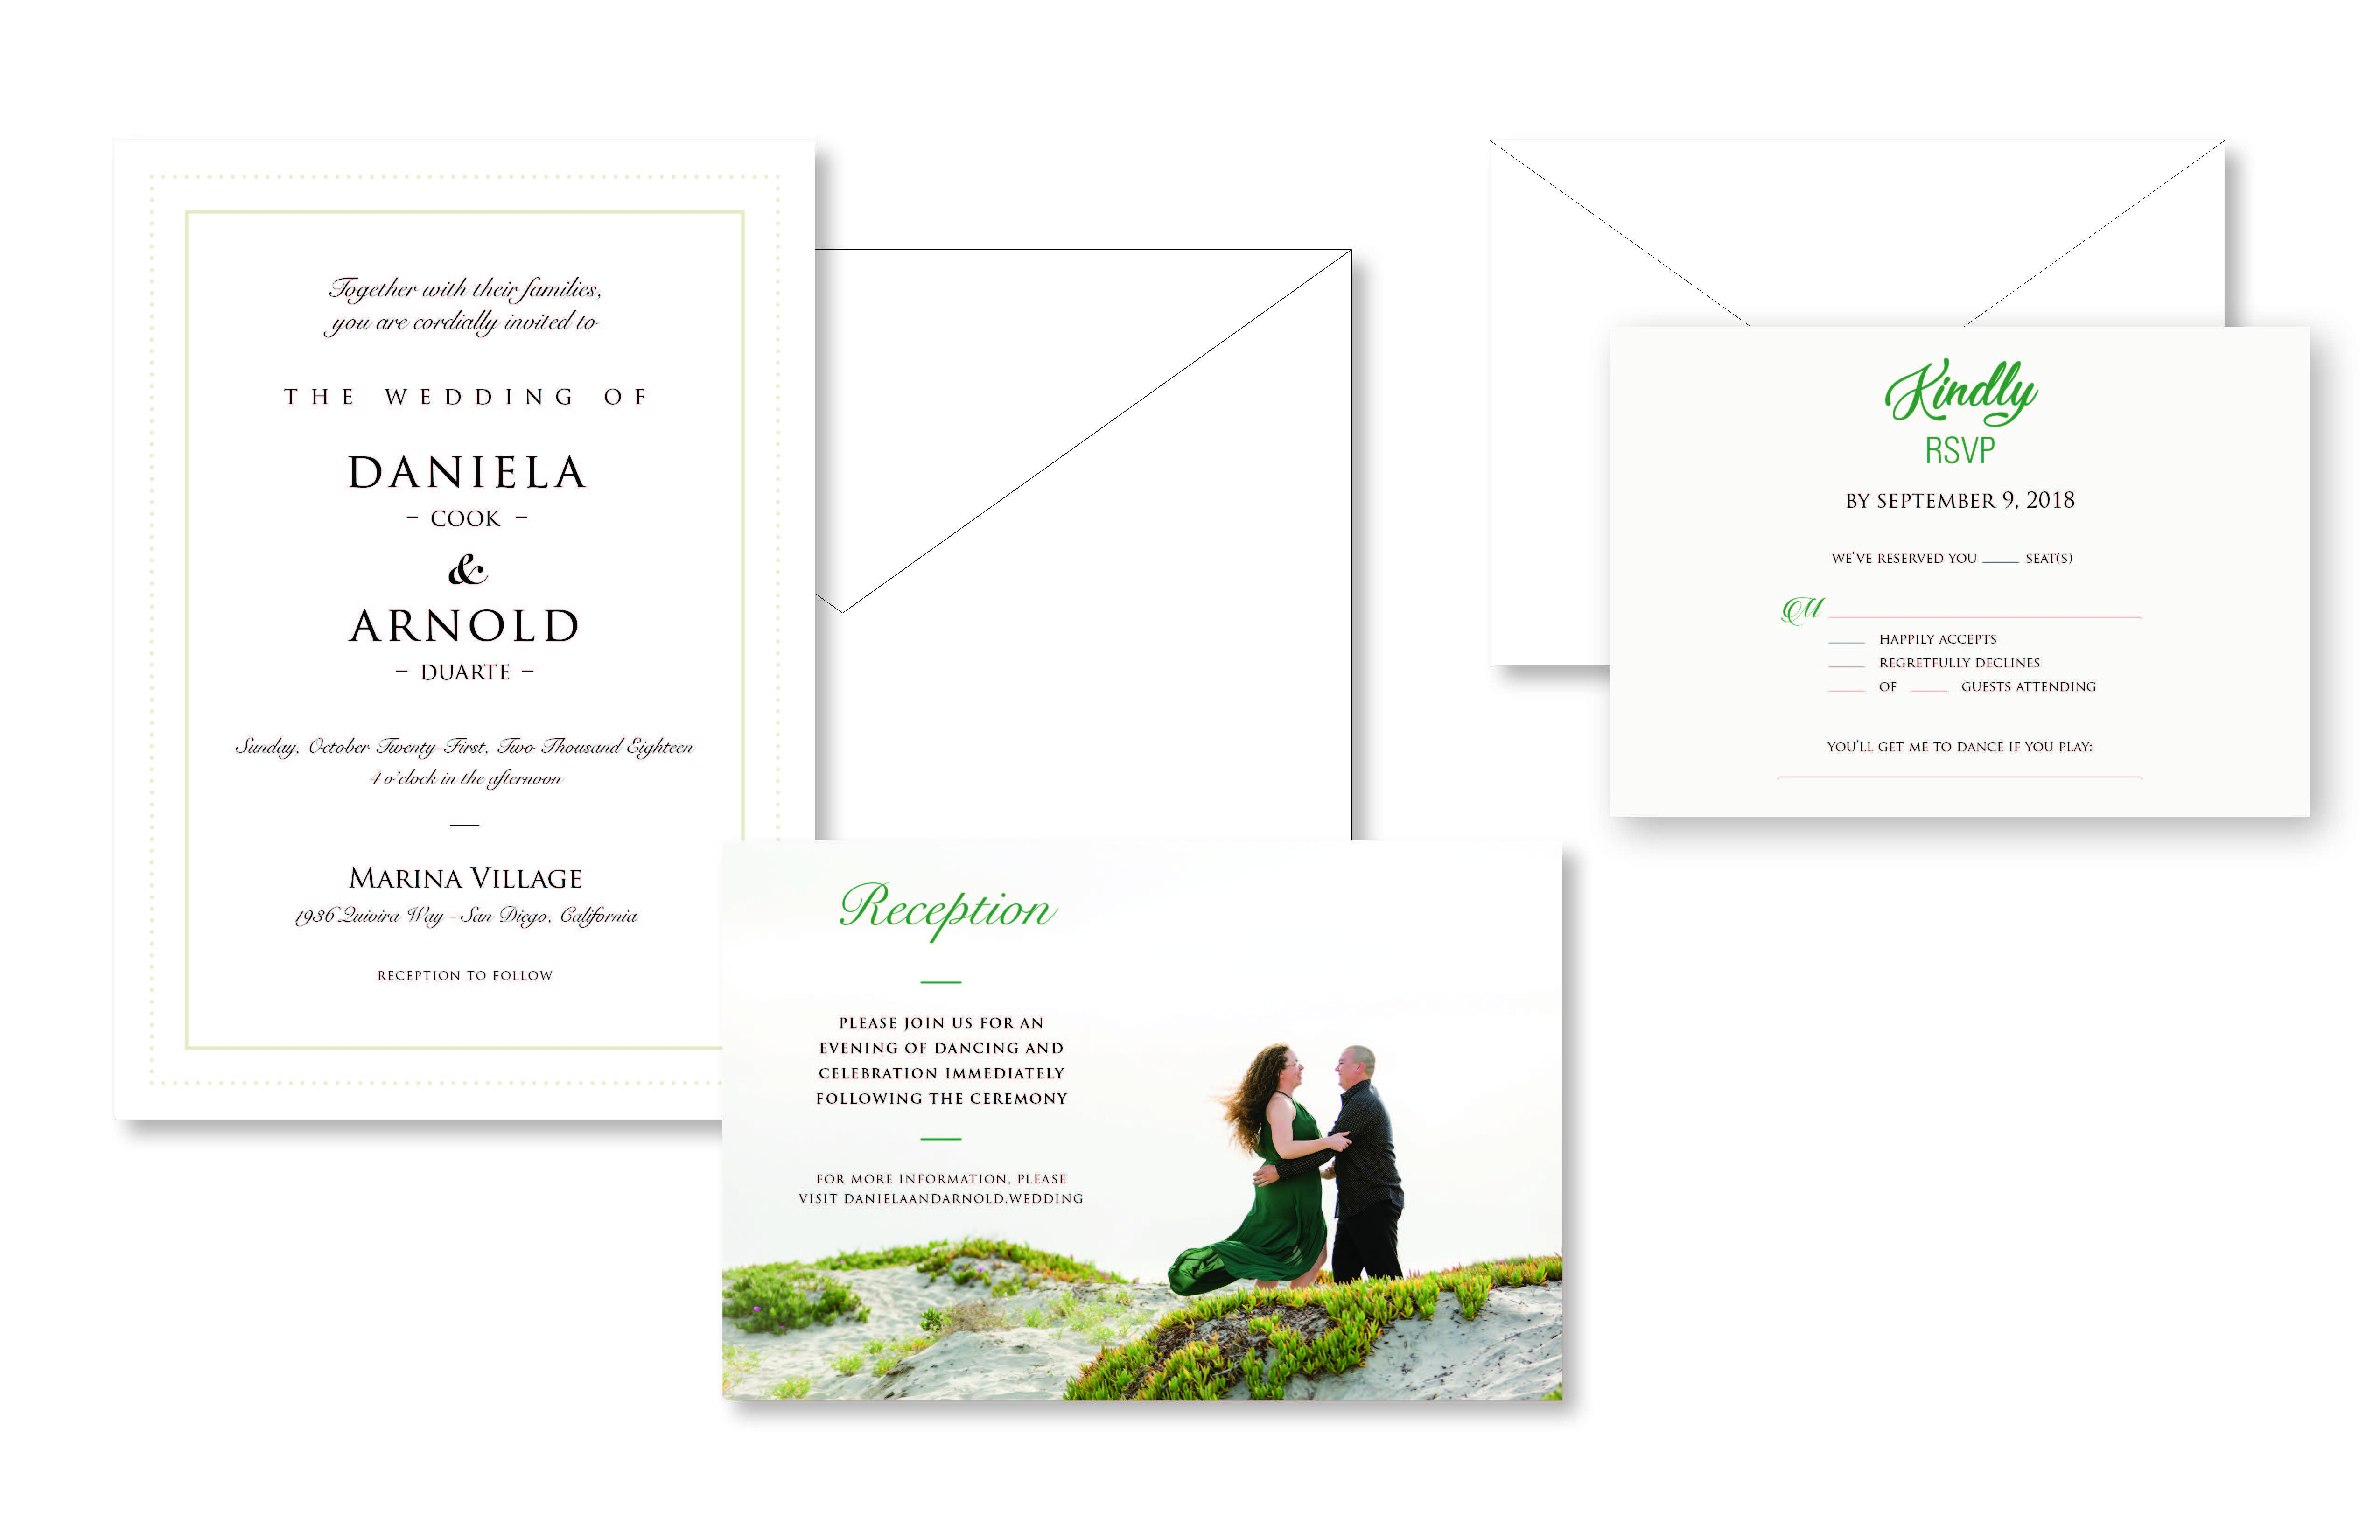 Together with their families,
you are cordially invited to
THE WEDDING OF
DANIELA
- COOK -
&
ARNOLD
- DUARTE -
Sunday, October Twenty-First, Two Thousand Eighteen
4 o'clock in the afternoon
MARINA VILLAGE
1936 Quivira Way - San Diego, California
RECEPTION TO FOLLOW
Reception
PLEASE JOIN US FOR AN
EVENING OF DANCING AND
CELEBRATION IMMEDIATELY
FOLLOWING THE CEREMONY
FOR MORE INFORMATION, PLEASE
VISIT DANIELAANDARNOLD.WEDDING
Kindly
RSVP
BY SEPTEMBER 9, 2018
WE'VE RESERVED YOU ____ SEAT(S)
M
HAPPILY ACCEPTS
REGRETFULLY DECLINES
____ OF ____ GUESTS ATTENDING
YOU'LL GET ME TO DANCE IF YOU PLAY: